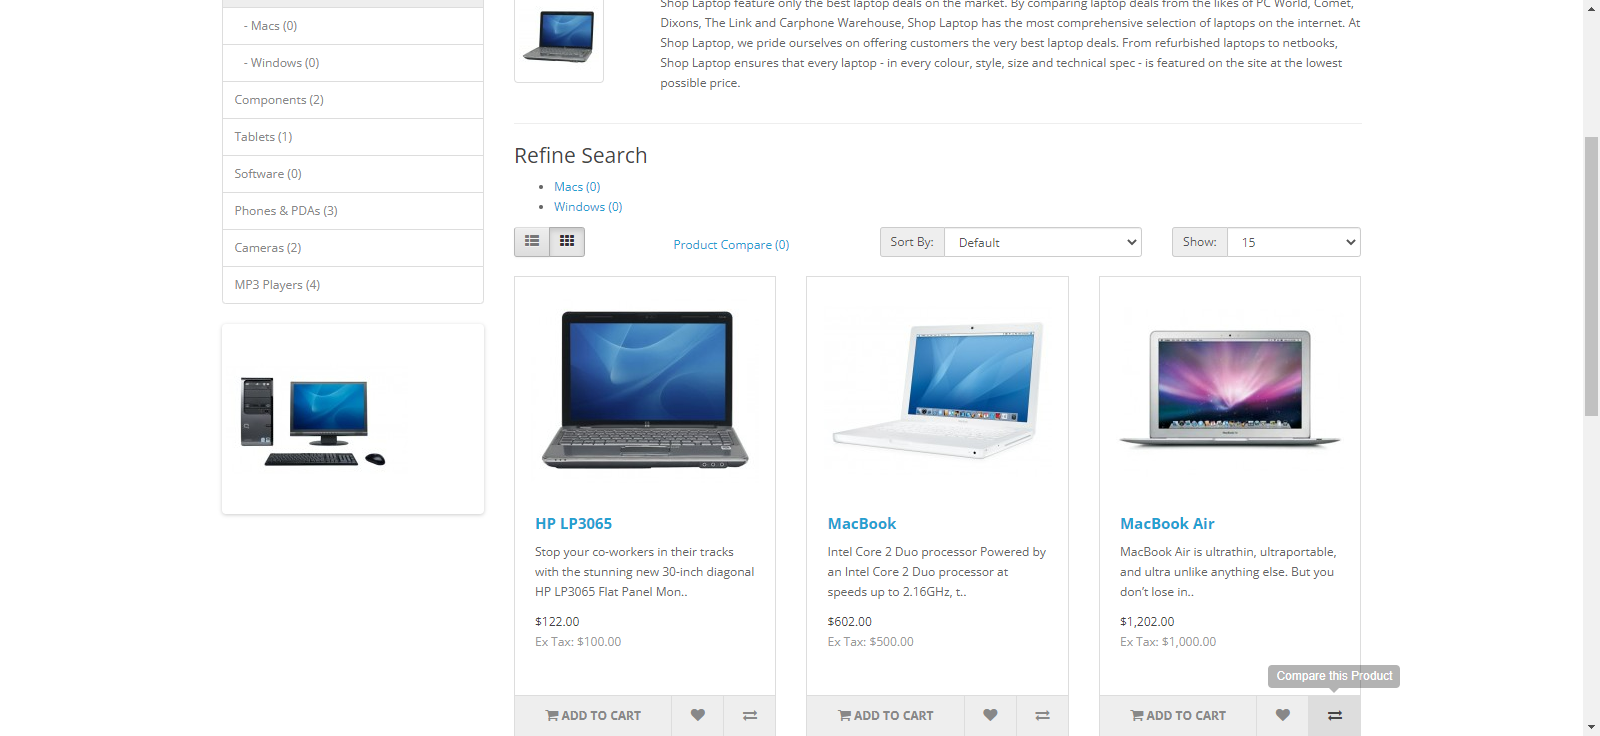 - Macs (0)
- Windows (0)
Components (2)
Tablets (1)
Software (0)
Phones & PDAs (3)
Cameras (2)
MP3 Players (4)
Shop Laptop feature only the best laptop deals on the market. By comparing laptop deals from the likes of PC World, Comet,
Dixons, The Link and Carphone Warehouse, Shop Laptop has the most comprehensive selection of laptops on the internet. At
Shop Laptop, we pride ourselves on offering customers the very best laptop deals. From refurbished laptops to netbooks,
Shop Laptop ensures that every laptop - in every colour, style, size and technical spec - is featured on the site at the lowest
possible price.
Refine Search
Macs (0)
Windows (0)
Product Compare (0)
Sort By:
Default
Show:
15
HP LP3065
Stop your co-workers in their tracks
with the stunning new 30-inch diagonal
HP LP3065 Flat Panel Mon..
$122.00
Ex Tax: $100.00
ADD TO CART
MacBook
Intel Core 2 Duo processor Powered by
an Intel Core 2 Duo processor at
speeds up to 2.16GHz, t..
$602.00
Ex Tax: $500.00
ADD TO CART
MacBook Air
MacBook Air is ultrathin, ultraportable,
and ultra unlike anything else. But you
don’t lose in..
$1,202.00
Ex Tax: $1,000.00
Compare this Product
ADD TO CART